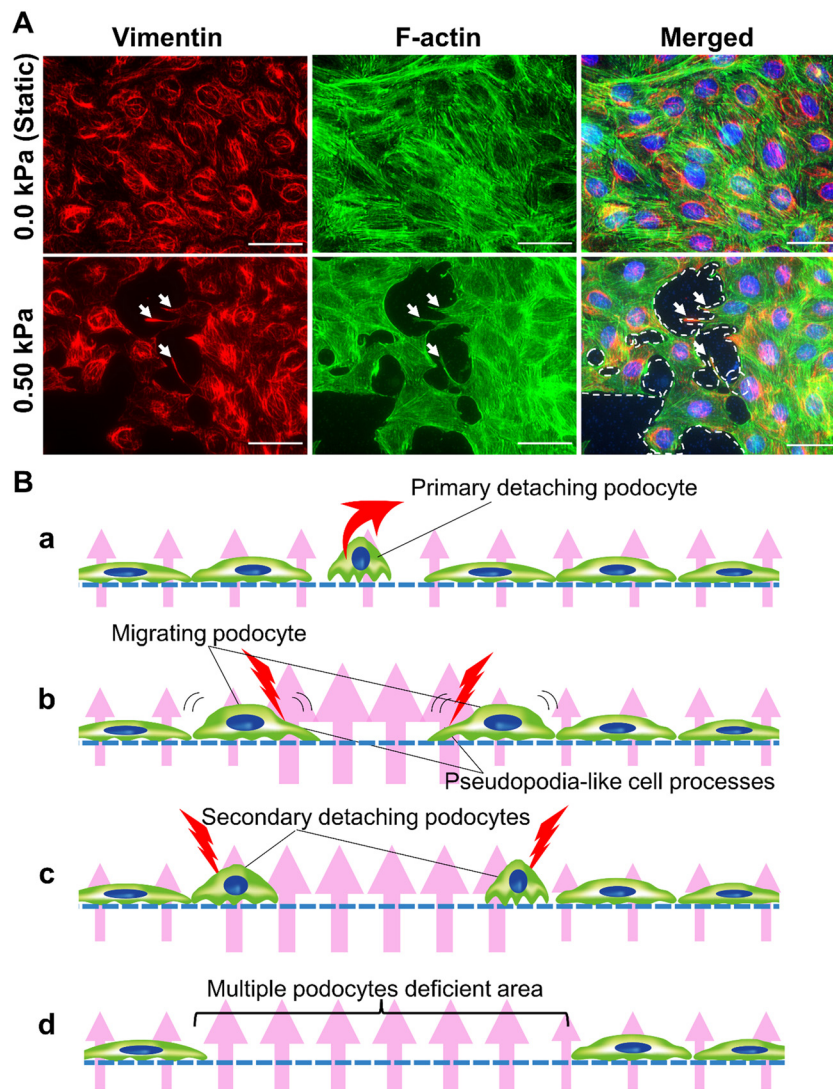 A
Vimentin
F-actin
Merged
0.0 kPa (Static)
0.50 kPa
B
a
Primary detaching podocyte
b
Migrating podocyte
Pseudopodia-like cell processes
c
Secondary detaching podocytes
d
Multiple podocytes deficient area